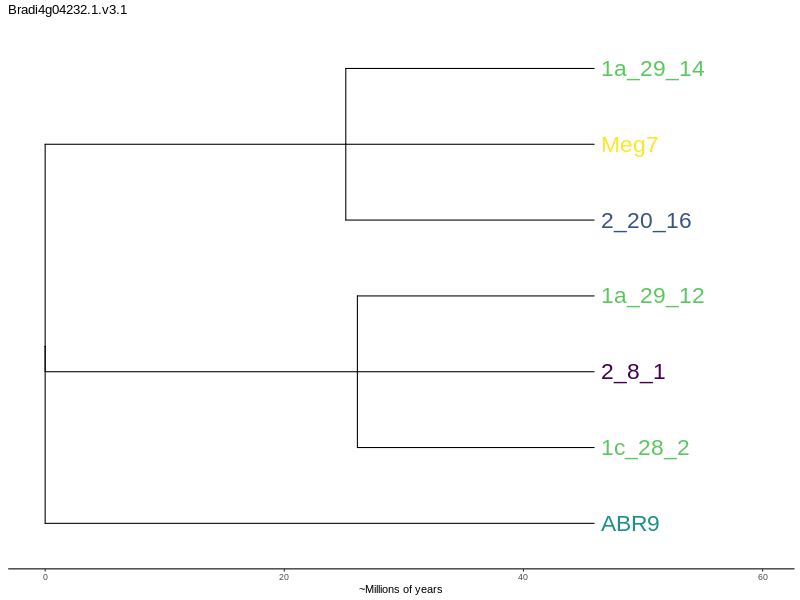 Bradi4g04232.1.v3.1
1a_29_14
Meg7
2_20_16
1a_29_12
2_8_1
1c_28_2
ABR9
0 20 40 60
~Millions of years